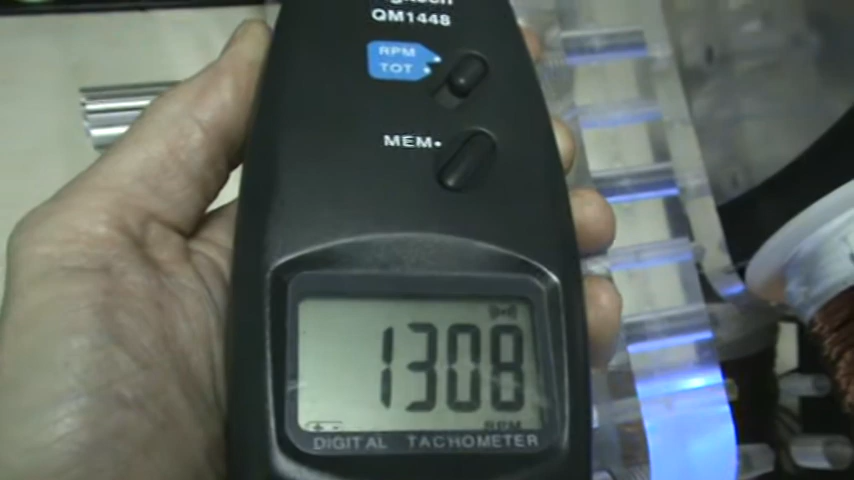 QM1448
RPM
TOT
MEM
1308
RPM
DIGITAL TACHOMETER